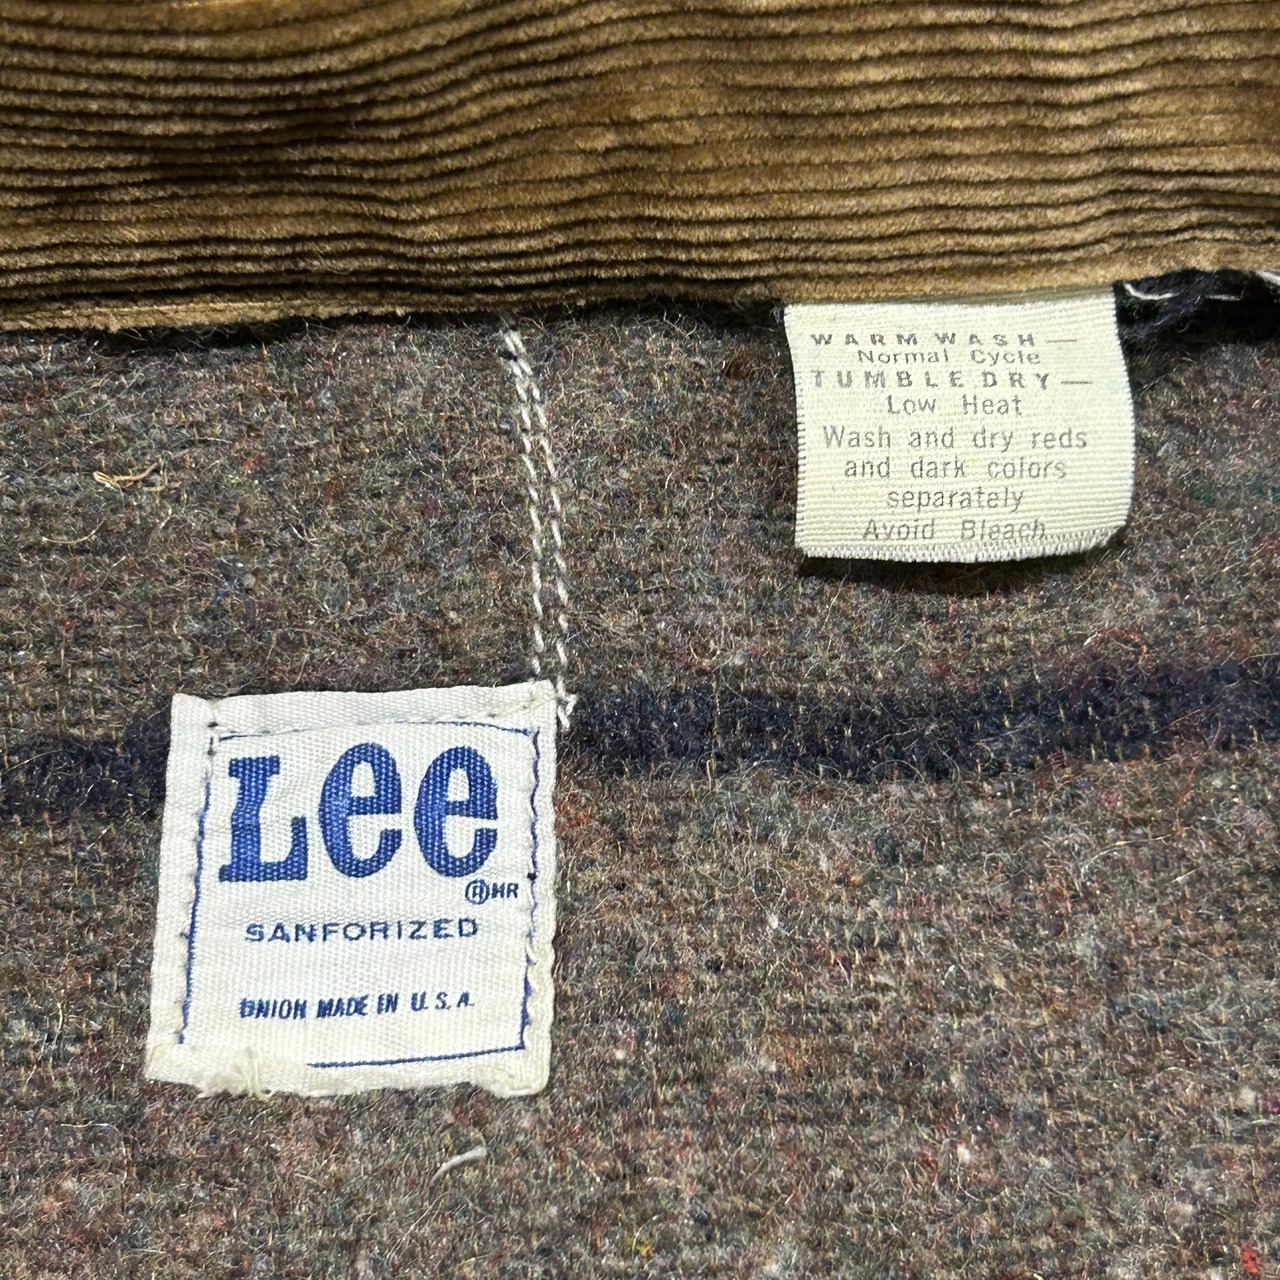 WARM WASH —
Normal Cycle
TUMBLE DRY —
Low Heat
Wash and dry reds
and dark colors
separately
Avoid Bleach
Lee
® MR
SANFORIZED
UNION MADE IN U.S.A.